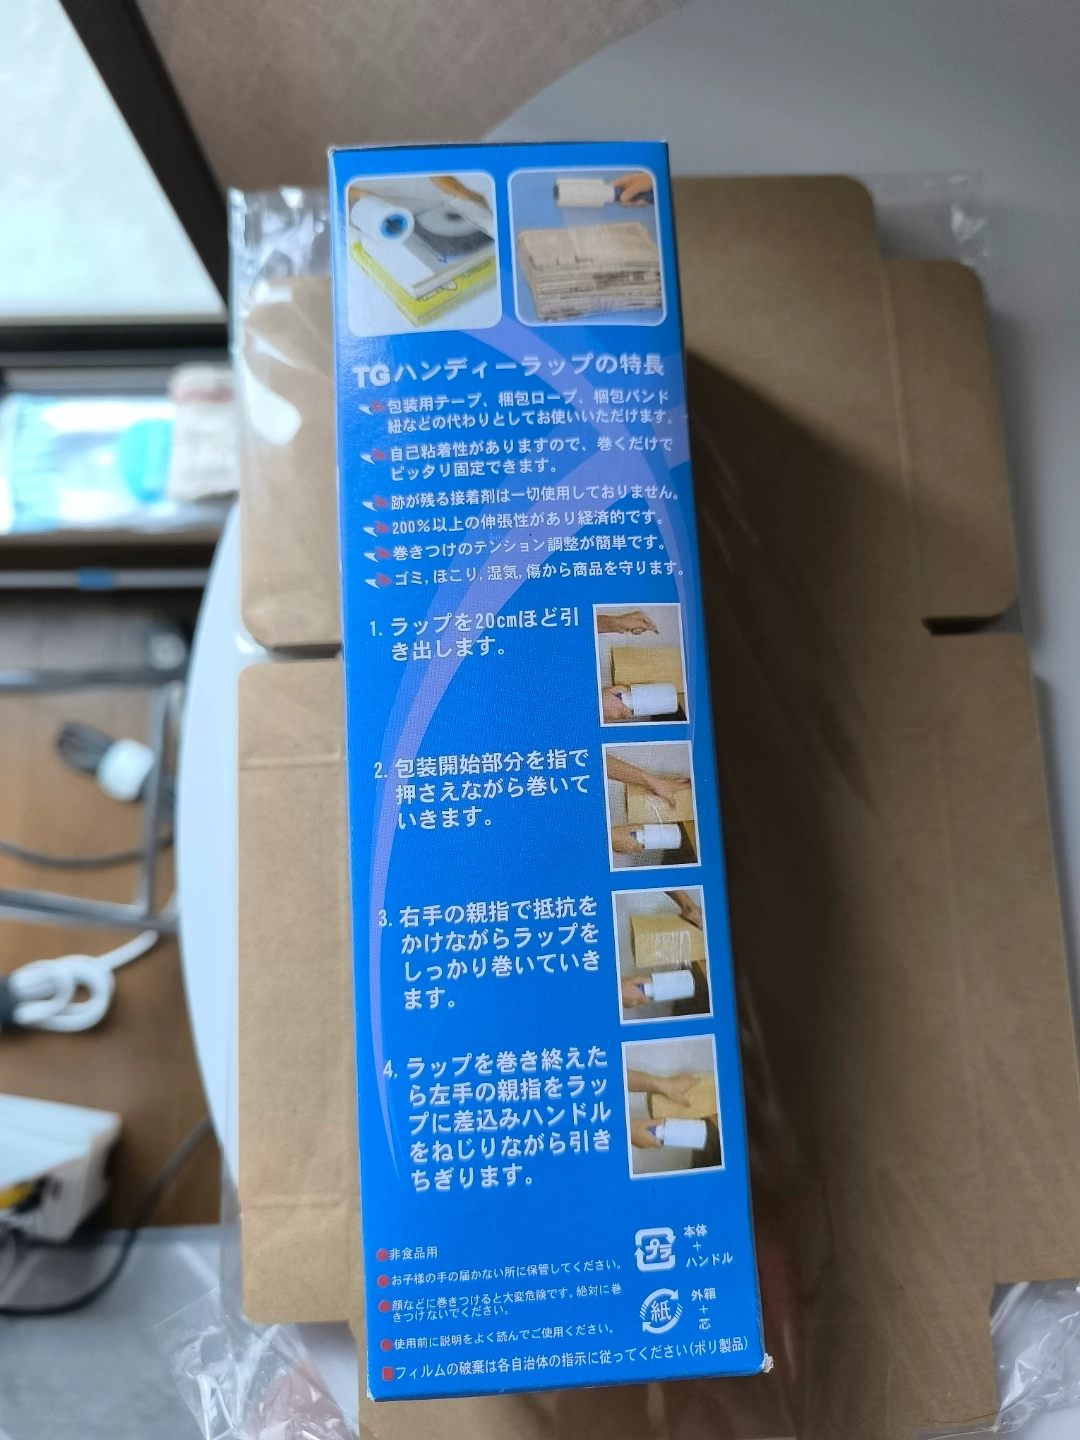 TGハンディーラップの特長
包装用テープ、梱包ロープ、梱包バンド
紐などの代わりとしてお使いいただけます。
自己粘着性がありますので、巻くだけで
ピッタリ固定できます。
跡が残る接着剤は一切使用しておりません。
200%以上の伸張性があり経済的です。
巻きつけのテンション調整が簡単です。
ゴミ,ほこり,湿気,傷から商品を守ります。
1. ラップを20cmほど引
き出します。
2. 包装開始部分を指で
押さえながら巻いて
いきます。
3. 右手の親指で抵抗を
かけながらラップを
しっかり巻いていき
ます。
4. ラップを巻き終えた
ら左手の親指をラッ
プに差込みハンドル
をねじりながら引き
ちぎります。
非食品用
お子様の手の届かない所に保管してください。
顔などに巻きつけると大変危険です。絶対に巻
きつけないでください。
使用前に説明をよく読んでご使用ください。
フィルムの破棄は各自治体の指示に従ってください(ポリ製品)
プラ
本体
+
ハンドル
紙
外箱
+
芯